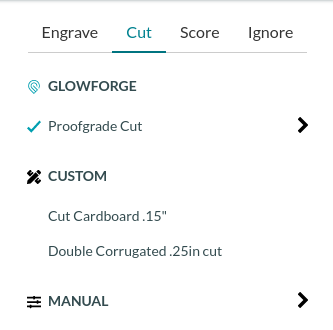 Engrave Cut Score Ignore
GLOWFORGE
Proofgrade Cut
CUSTOM
Cut Cardboard .15"
Double Corrugated .25in cut
MANUAL